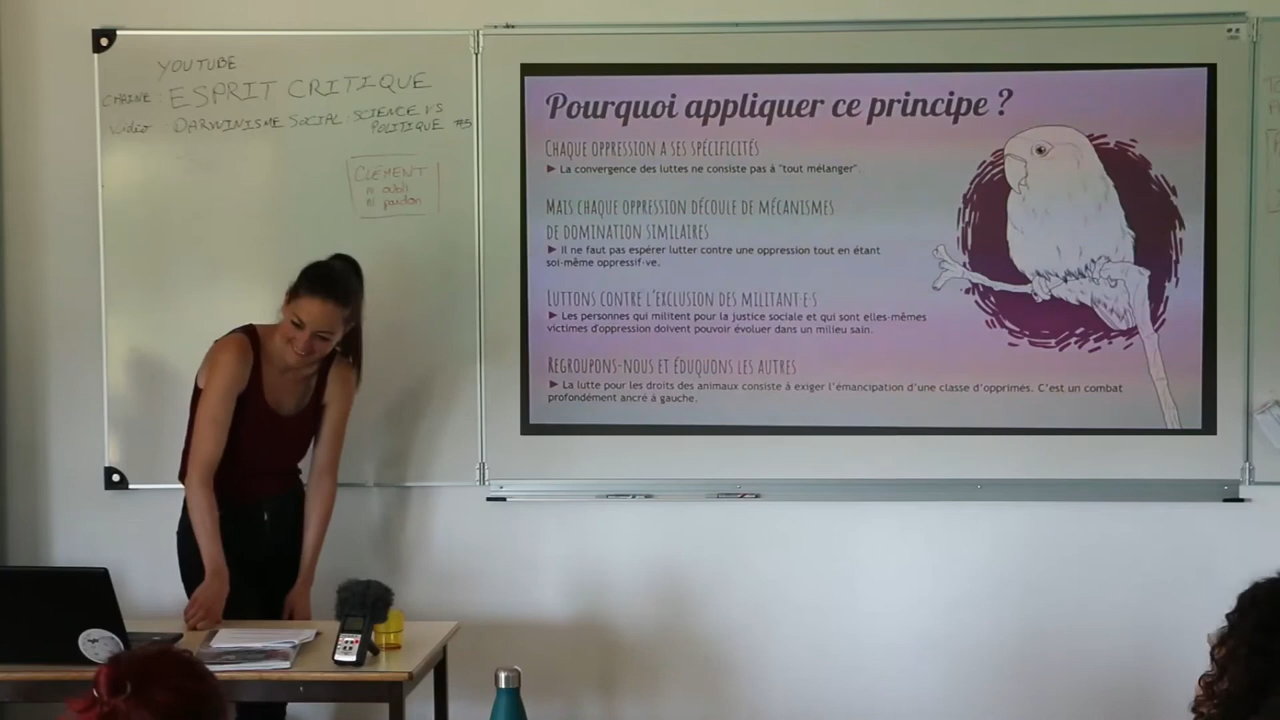 YOUTUBE
CHAINE : ESPRIT CRITIQUE
Vidéo : DARWINISME SOCIAL : SCIENCE VS
POLITIQUE #5
CLÉMENT
ni oubli
ni pardon
Pourquoi appliquer ce principe ?
CHAQUE OPPRESSION A SES SPÉCIFICITÉS
► La convergence des luttes ne consiste pas à "tout mélanger".
MAIS CHAQUE OPPRESSION DÉCOULE DE MÉCANISMES
DE DOMINATION SIMILAIRES
► Il ne faut pas espérer lutter contre une oppression tout en étant
soi-même oppressif·ve.
LUTTONS CONTRE L'EXCLUSION DES MILITANT·E·S
► Les personnes qui militent pour la justice sociale et qui sont elles-mêmes
victimes d'oppression doivent pouvoir évoluer dans un milieu sain.
REGROUPONS-NOUS ET ÉDUQUONS LES AUTRES
► La lutte pour les droits des animaux consiste à exiger l'émancipation d'une classe d'opprimés. C'est un combat
profondément ancré à gauche.